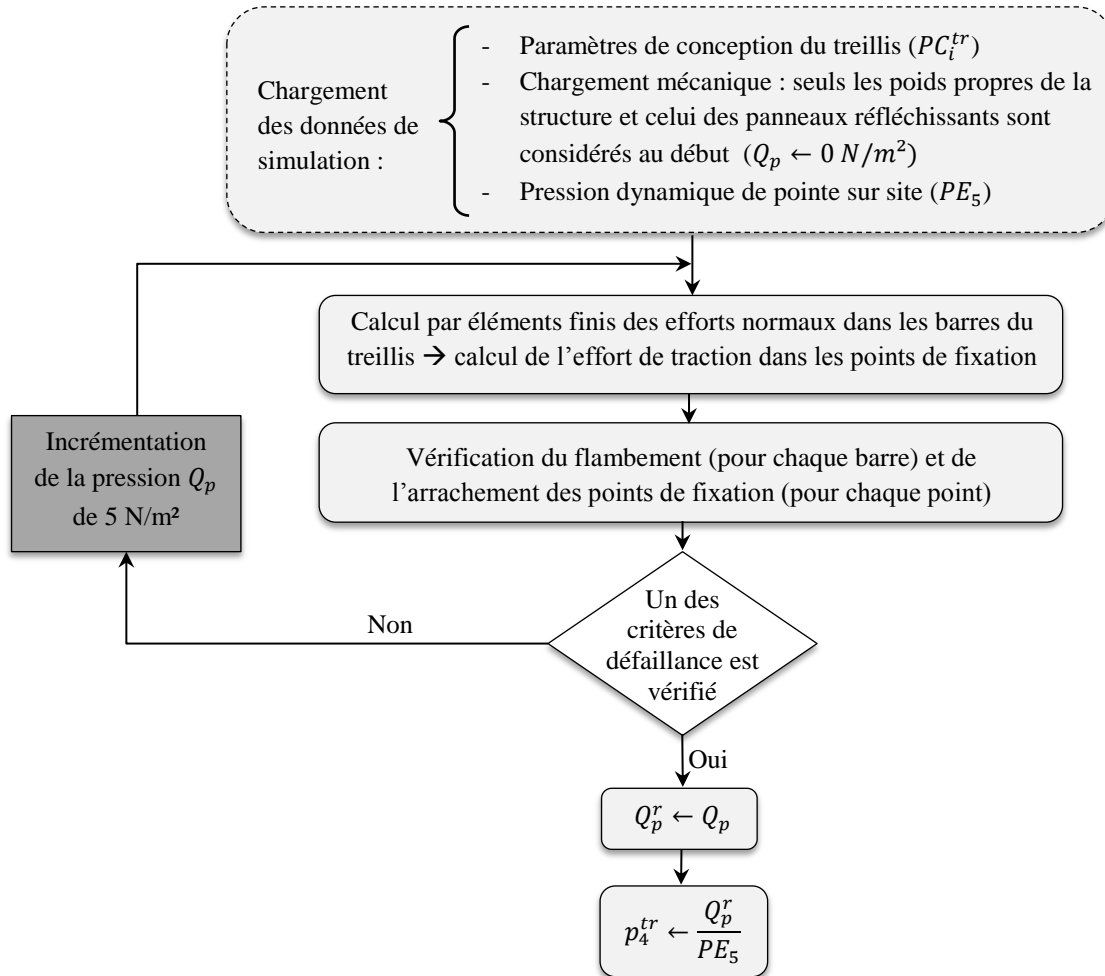 Chargement
des données de
simulation :
- Paramètres de conception du treillis ($PC_i^{tr}$)
- Chargement mécanique : seuls les poids propres de la
structure et celui des panneaux réfléchissants sont
considérés au début ($Q_p \leftarrow 0 \, N/m^2$)
- Pression dynamique de pointe sur site ($PE_5$)
Calcul par éléments finis des efforts normaux dans les barres du
treillis → calcul de l’effort de traction dans les points de fixation
Incrémentation
de la pression $Q_p$
de 5 N/m²
Vérification du flambement (pour chaque barre) et de
l’arrachement des points de fixation (pour chaque point)
Non
Un des
critères de
défaillance est
vérifié
Oui
$Q_p^r \leftarrow Q_p$
$p_4^{tr} \leftarrow \frac{Q_p^r}{PE_5}$